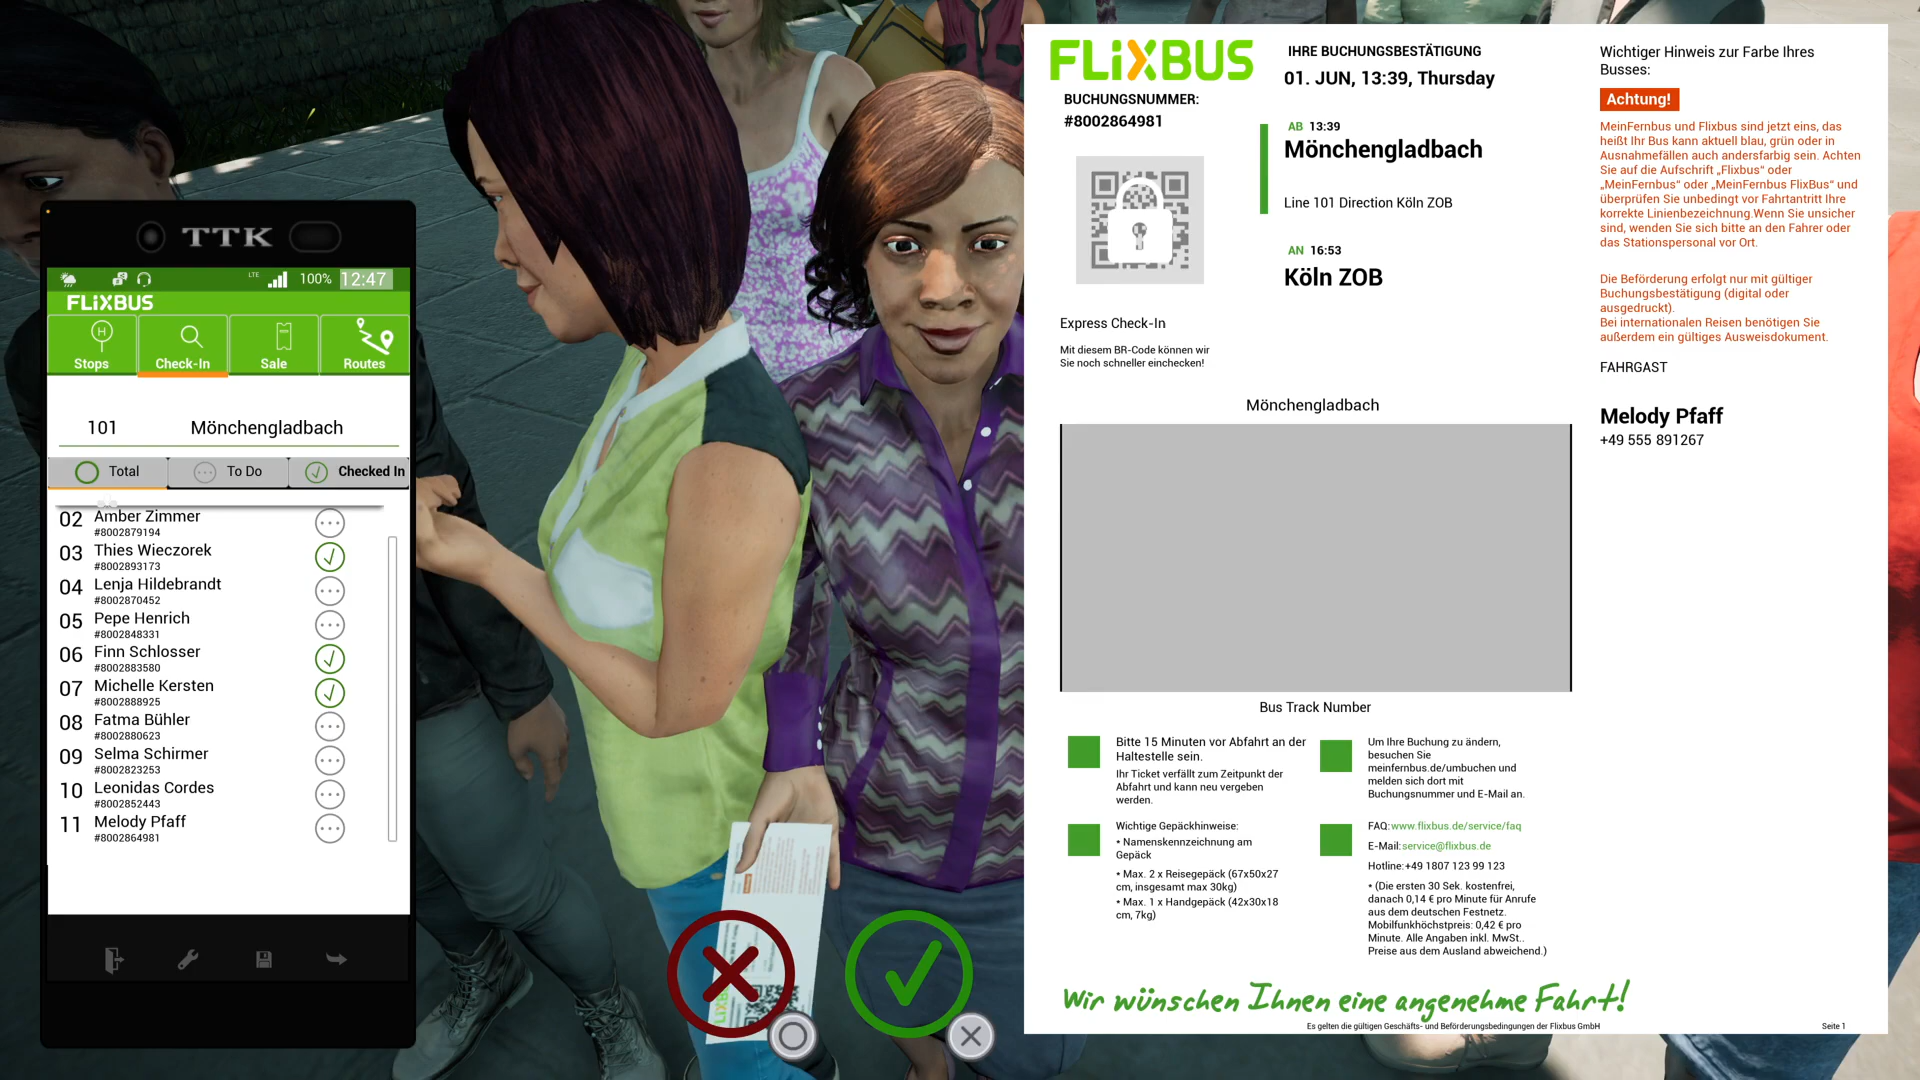 TTK
LTE
100%
12:47
FLiXBUS
H
Stops
Check-In
Sale
Routes
101
Mönchengladbach
Total
To Do
Checked In
02
Amber Zimmer
#8002879194
03
Thies Wieczorek
#8002893173
04
Lenja Hildebrandt
#8002870452
05
Pepe Henrich
#8002848331
06
Finn Schlosser
#8002883580
07
Michelle Kersten
#8002888925
08
Fatma Bühler
#8002880623
09
Selma Schirmer
#8002823253
10
Leonidas Cordes
#8002852443
11
Melody Pfaff
#8002864981
FLiXBUS
BUCHUNGSNUMMER:
#8002864981
IHRE BUCHUNGSBESTÄTIGUNG
01. JUN, 13:39, Thursday
AB 13:39
Mönchengladbach
Line 101 Direction Köln ZOB
AN 16:53
Köln ZOB
Express Check-In
Mit diesem BR-Code können wir
Sie noch schneller einchecken!
Mönchengladbach
Bus Track Number
Bitte 15 Minuten vor Abfahrt an der
Haltestelle sein.
Ihr Ticket verfällt zum Zeitpunkt der
Abfahrt und kann neu vergeben
werden.
Wichtige Gepäckhinweise:
* Namenskennzeichnung am
Gepäck
* Max. 2 x Reisegepäck (67x50x27
cm, insgesamt max 30kg)
* Max. 1 x Handgepäck (42x30x18
cm, 7kg)
Um Ihre Buchung zu ändern,
besuchen Sie
meinfernbus.de/umbuchen und
melden sich dort mit
Buchungsnummer und E-Mail an.
FAQ:www.flixbus.de/service/faq
E-Mail:service@flixbus.de
Hotline:+49 1807 123 99 123
* (Die ersten 30 Sek. kostenfrei,
danach 0,14 € pro Minute für Anrufe
aus dem deutschen Festnetz.
Mobilfunkhöchstpreis: 0,42 € pro
Minute. Alle Angaben inkl. MwSt..
Preise aus dem Ausland abweichend.)
Wichtiger Hinweis zur Farbe Ihres
Busses:
Achtung!
MeinFernbus und Flixbus sind jetzt eins, das
heißt Ihr Bus kann aktuell blau, grün oder in
Ausnahmefällen auch andersfarbig sein. Achten
Sie auf die Aufschrift „Flixbus“ oder
„MeinFernbus“ oder „MeinFernbus FlixBus“ und
überprüfen Sie unbedingt vor Fahrtantritt Ihre
korrekte Linienbezeichnung.Wenn Sie unsicher
sind, wenden Sie sich bitte an den Fahrer oder
das Stationspersonal vor Ort.
Die Beförderung erfolgt nur mit gültiger
Buchungsbestätigung (digital oder
ausgedruckt).
Bei internationalen Reisen benötigen Sie
außerdem ein gültiges Ausweisdokument.
FAHRGAST
Melody Pfaff
+49 555 891267
Wir wünschen Ihnen eine angenehme Fahrt!
Es gelten die gültigen Geschäfts- und Beförderungsbedingungen der Flixbus GmbH
Seite 1